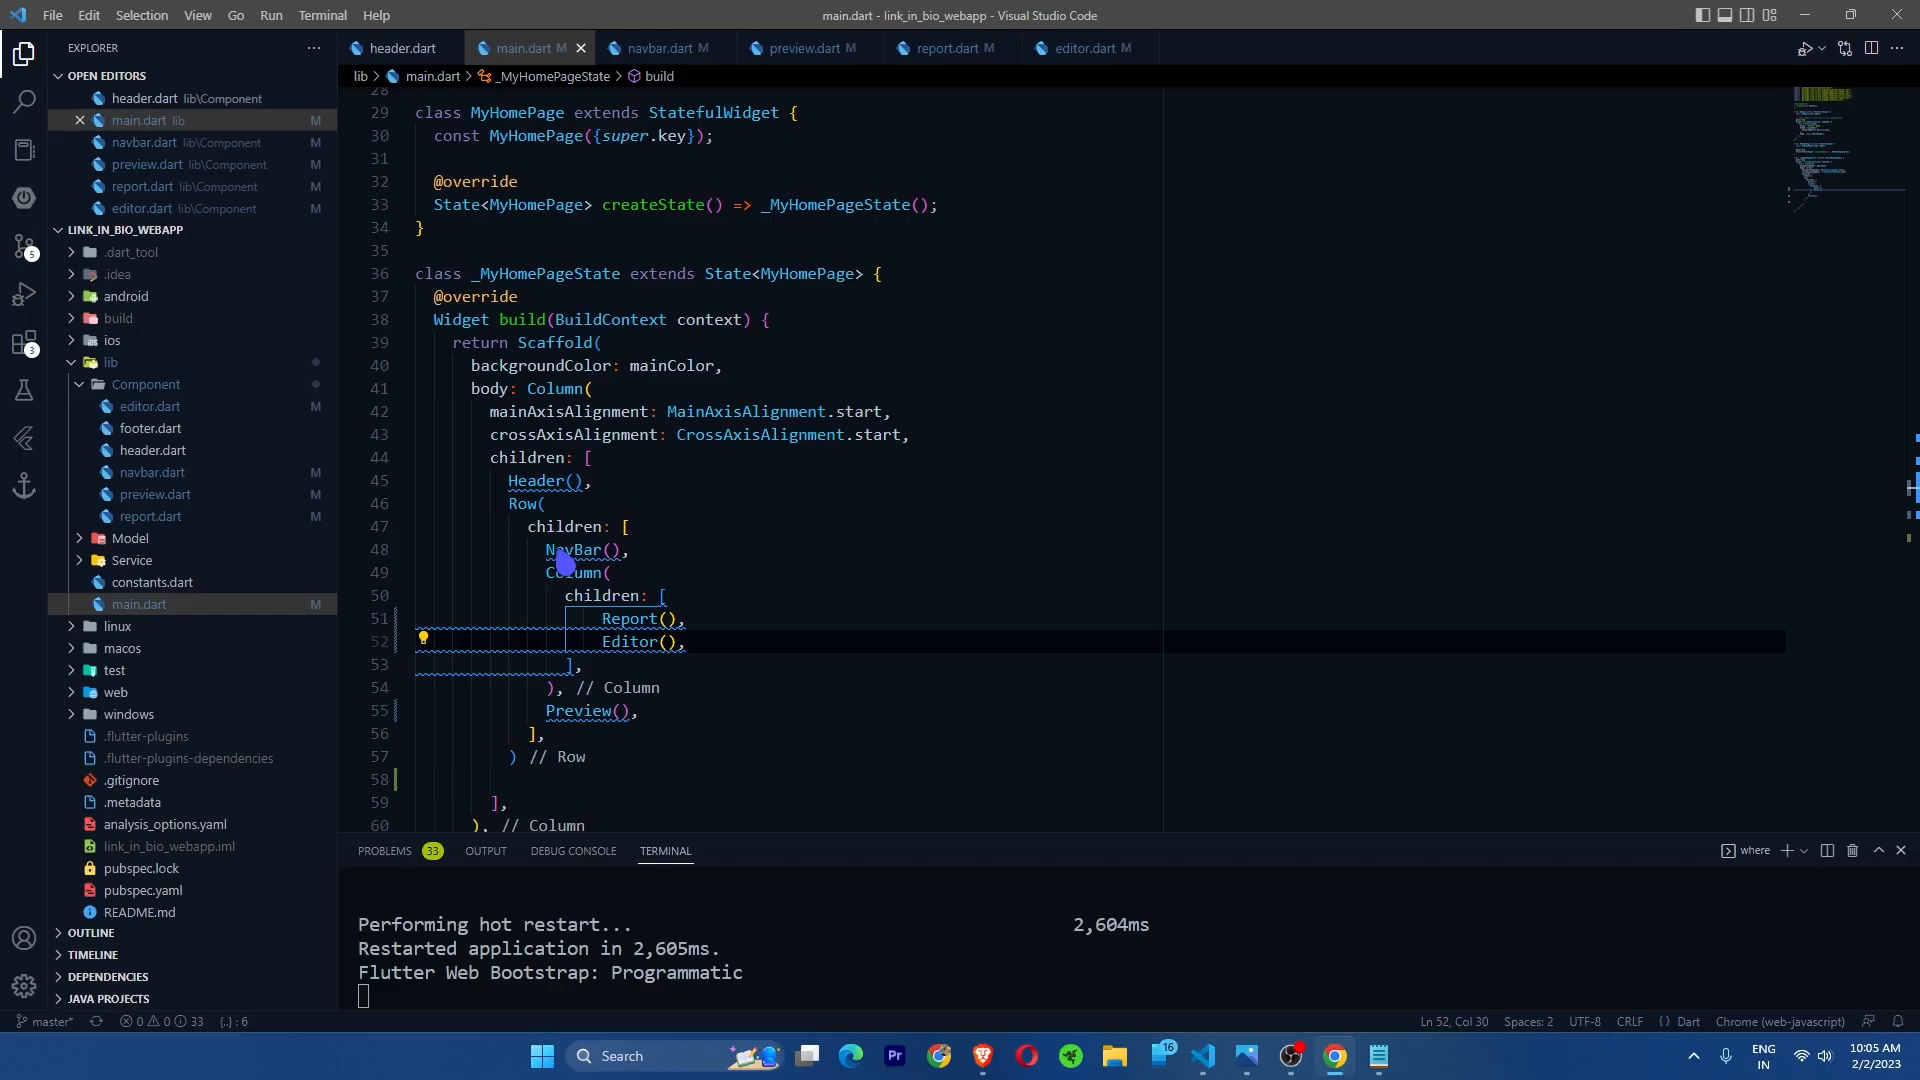 File Edit Selection View Go Run Terminal Help
main.dart - link_in_bio_webapp - Visual Studio Code
EXPLORER
OPEN EDITORS
header.dart lib\Component
main.dart lib M
navbar.dart lib\Component M
preview.dart lib\Component M
report.dart lib\Component M
editor.dart lib\Component M
LINK_IN_BIO_WEBAPP
.dart_tool
.idea
android
build
ios
lib
Component
editor.dart M
footer.dart
header.dart
navbar.dart M
preview.dart M
report.dart M
Model
Service
constants.dart
main.dart M
linux
macos
test
web
windows
.flutter-plugins
.flutter-plugins-dependencies
.gitignore
.metadata
analysis_options.yaml
link_in_bio_webapp.iml
pubspec.lock
pubspec.yaml
README.md
OUTLINE
TIMELINE
DEPENDENCIES
JAVA PROJECTS
5
3
header.dart main.dart M navbar.dart M preview.dart M report.dart M editor.dart M
lib > main.dart > _MyHomePageState > build
28
29 class MyHomePage extends StatefulWidget {
30 const MyHomePage({super.key});
31
32 @override
33 State<MyHomePage> createState() => _MyHomePageState();
34 }
35
36 class _MyHomePageState extends State<MyHomePage> {
37 @override
38 Widget build(BuildContext context) {
39 return Scaffold(
40 backgroundColor: mainColor,
41 body: Column(
42 mainAxisAlignment: MainAxisAlignment.start,
43 crossAxisAlignment: CrossAxisAlignment.start,
44 children: [
45 Header(),
46 Row(
47 children: [
48 NavBar(),
49 Column(
50 children: [
51 Report(),
52 Editor(),
53 ],
54 ), // Column
55 Preview(),
56 ],
57 ) // Row
58
59 ],
60 ), // Column
PROBLEMS 33 OUTPUT DEBUG CONSOLE TERMINAL
where
Performing hot restart... 2,604ms
Restarted application in 2,605ms.
Flutter Web Bootstrap: Programmatic
master* 0 0 33 {..} : 6
Ln 52, Col 30 Spaces: 2 UTF-8 CRLF { } Dart Chrome (web-javascript)
Search
Pr
16
ENG
IN
10:05 AM
2/2/2023